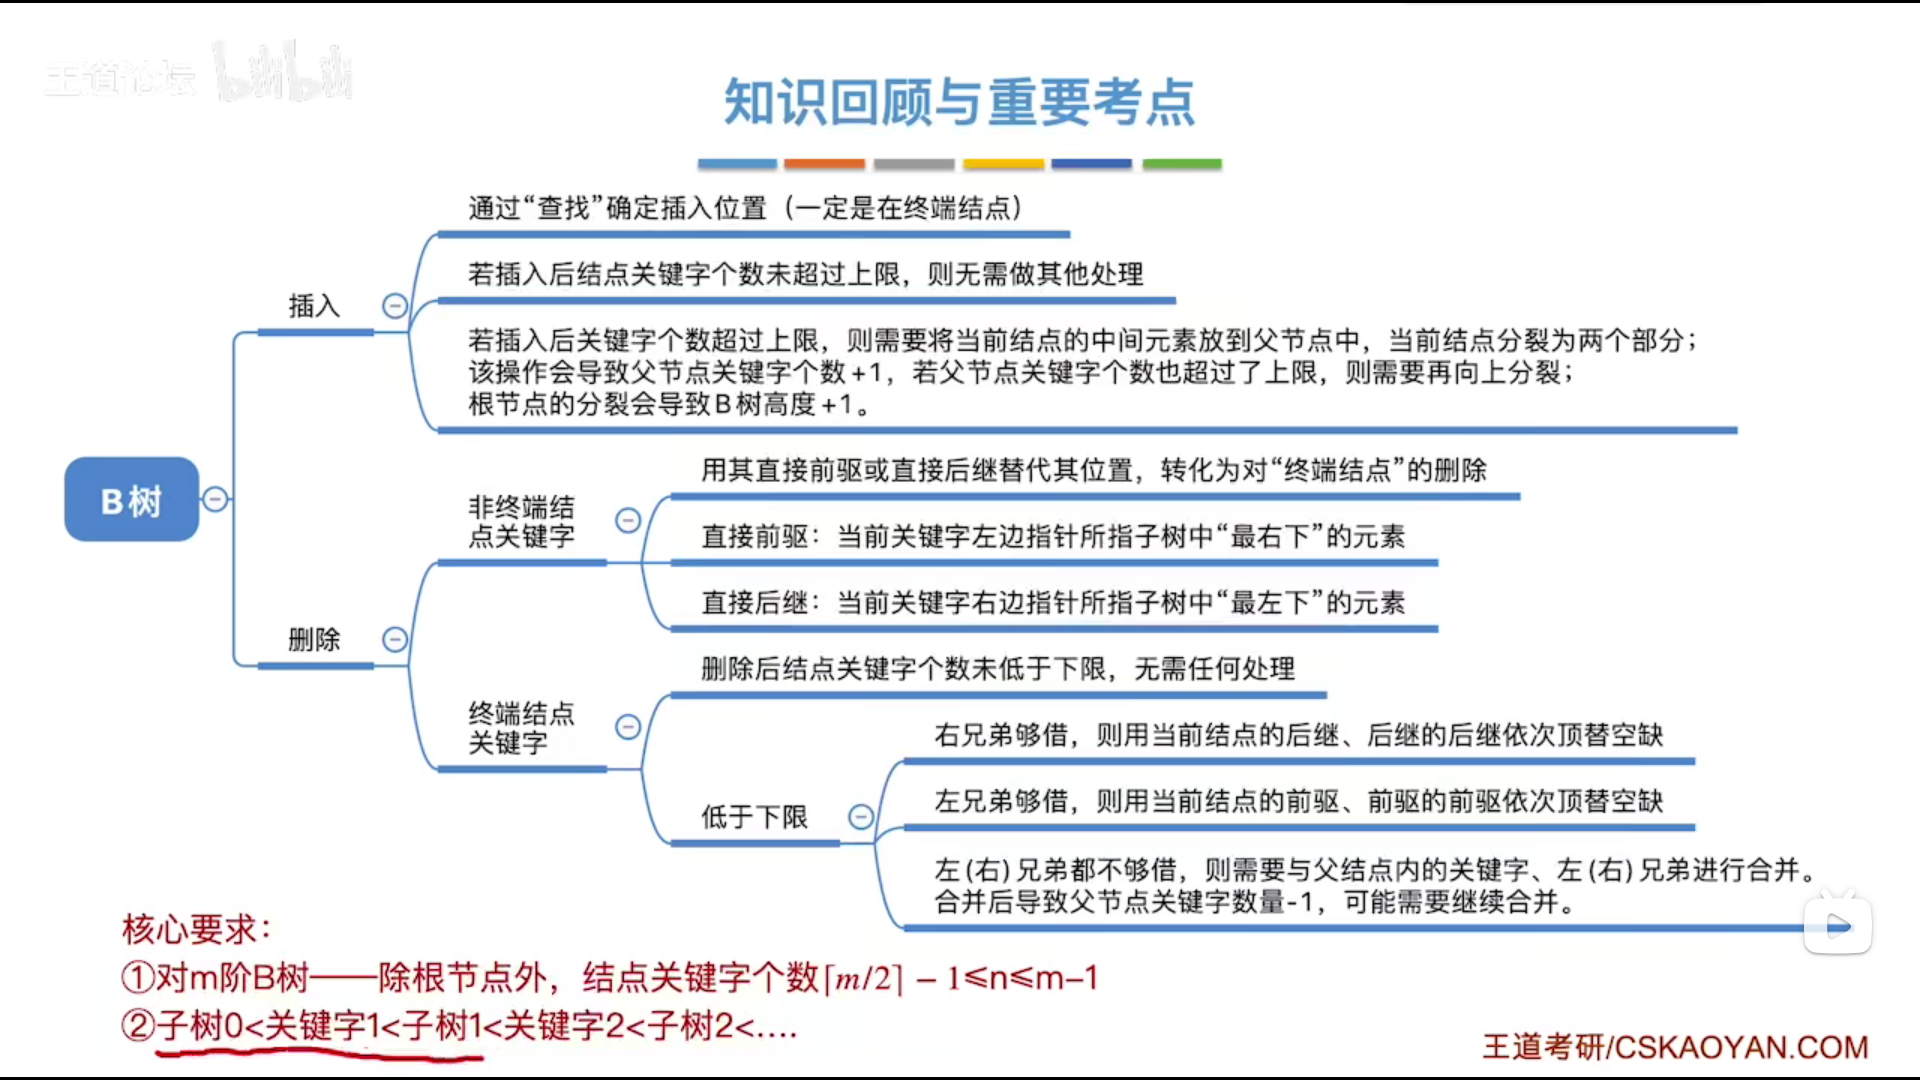 王道论坛 bilibili
知识回顾与重要考点
通过“查找”确定插入位置（一定是在终端结点）
若插入后结点关键字个数未超过上限，则无需做其他处理
插入
若插入后关键字个数超过上限，则需要将当前结点的中间元素放到父节点中，当前结点分裂为两个部分；
该操作会导致父节点关键字个数+1，若父节点关键字个数也超过了上限，则需要再向上分裂；
根节点的分裂会导致B树高度+1。
B树
用其直接前驱或直接后继替代其位置，转化为对“终端结点”的删除
非终端结
点关键字
直接前驱：当前关键字左边指针所指子树中“最右下”的元素
直接后继：当前关键字右边指针所指子树中“最左下”的元素
删除
删除后结点关键字个数未低于下限，无需任何处理
终端结点
关键字
右兄弟够借，则用当前结点的后继、后继的后继依次顶替空缺
左兄弟够借，则用当前结点的前驱、前驱的前驱依次顶替空缺
低于下限
左(右)兄弟都不够借，则需要与父结点内的关键字、左(右)兄弟进行合并。
合并后导致父节点关键字数量-1，可能需要继续合并。
核心要求：
①对m阶B树——除根节点外，结点关键字个数⌈m/2⌉ − 1≤n≤m−1
②子树0<关键字1<子树1<关键字2<子树2<....
王道考研/CSKAOYAN.COM